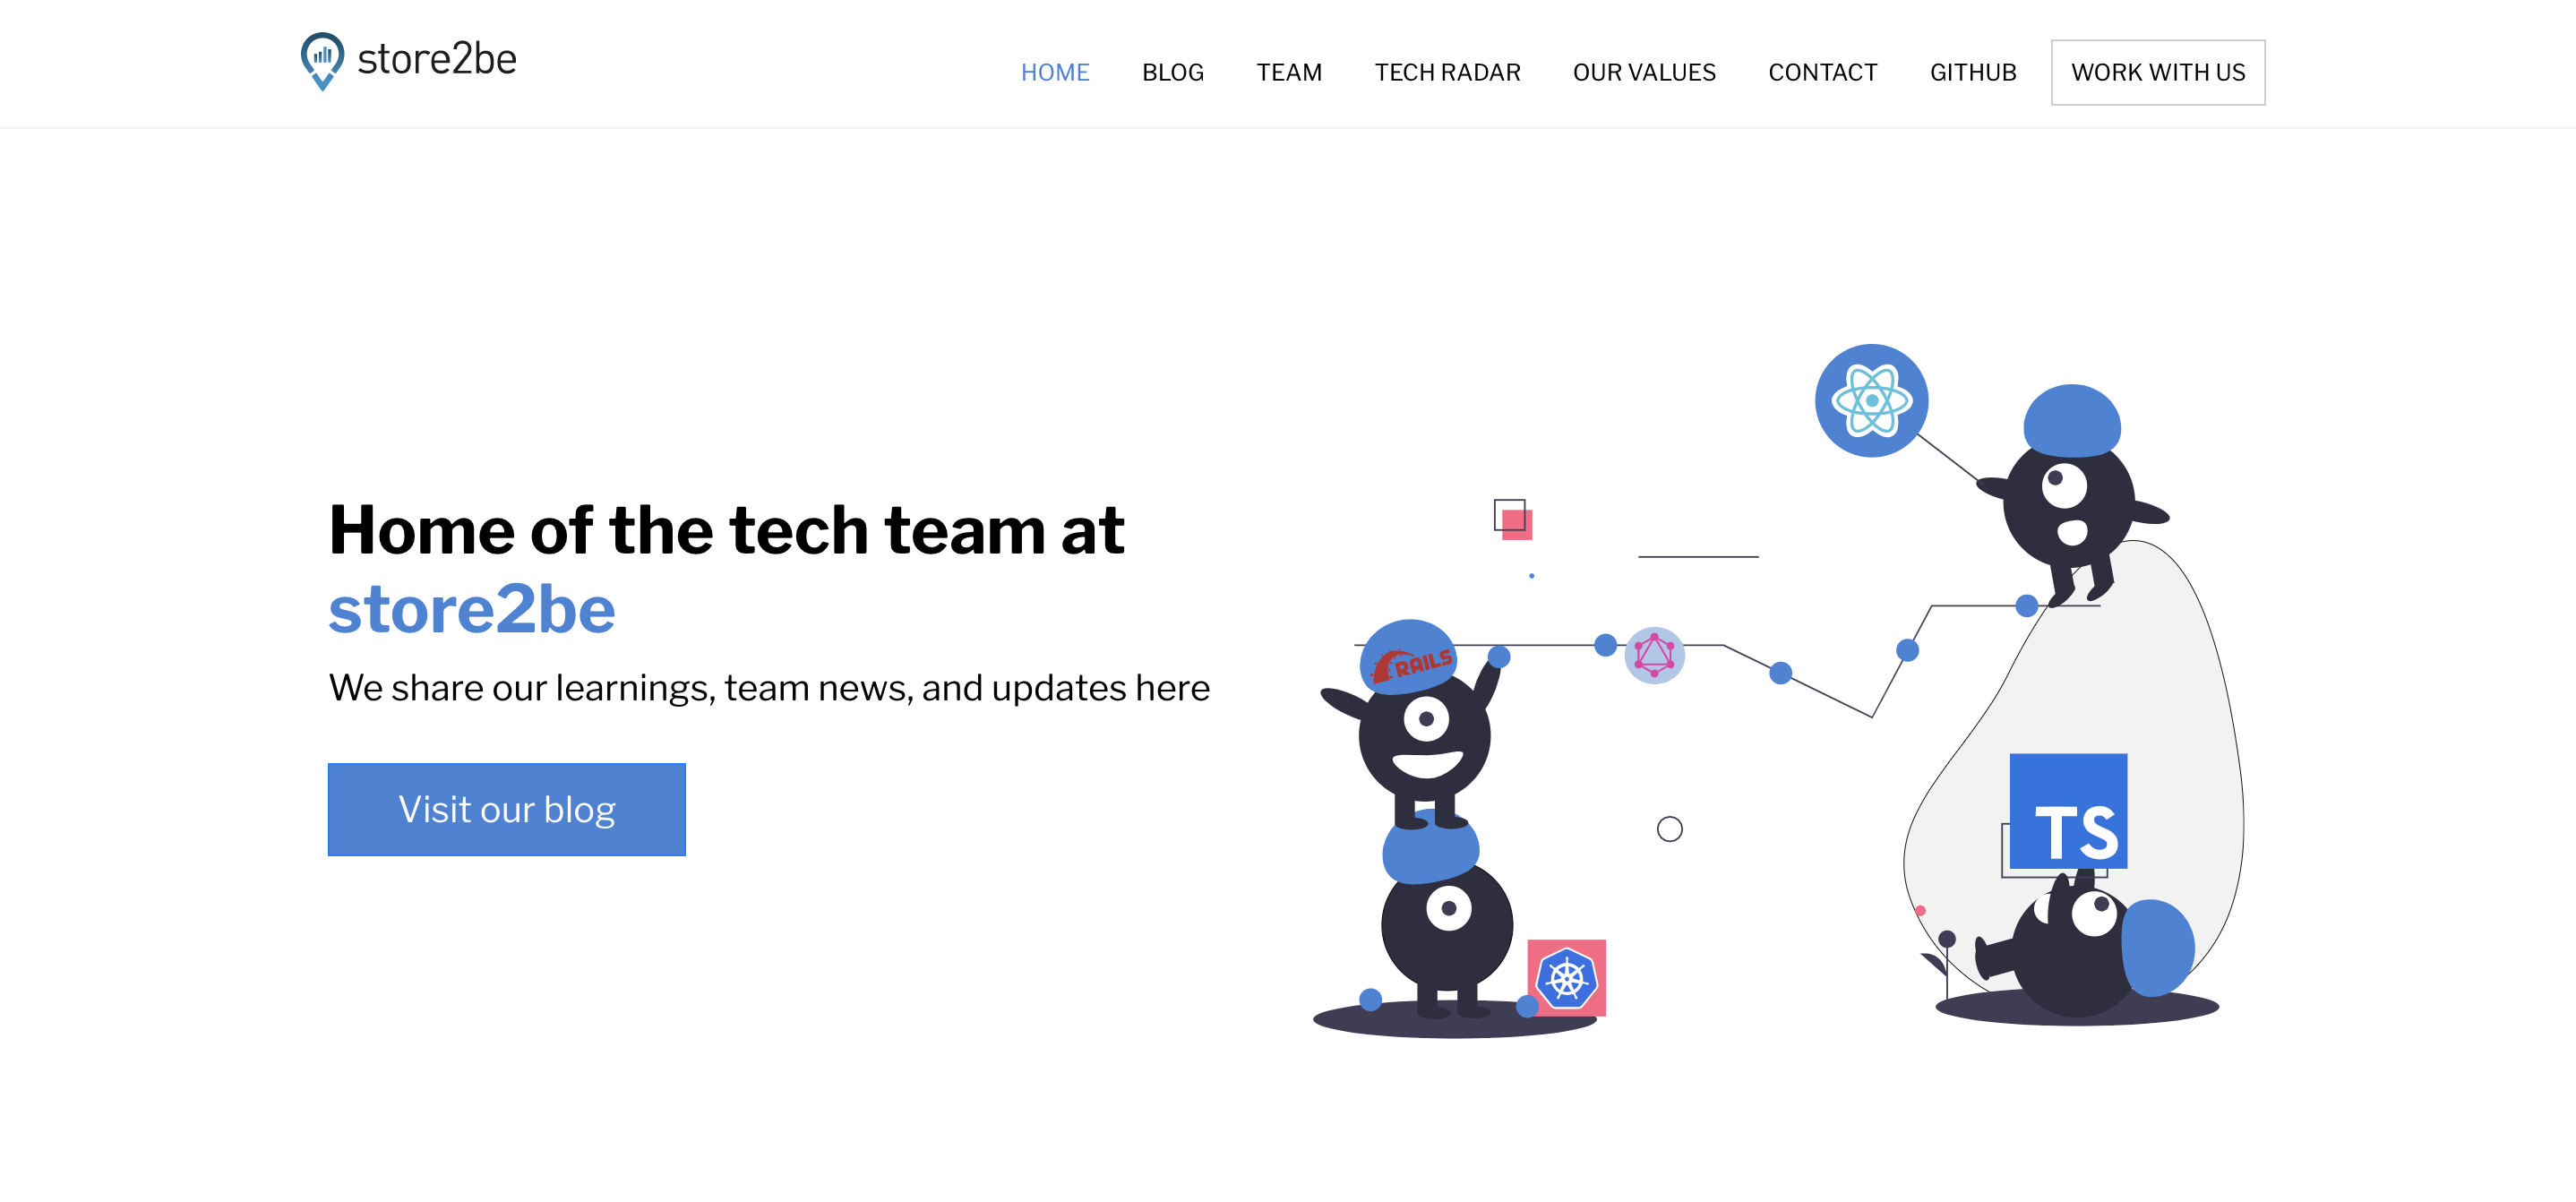 store2be
HOME BLOG TEAM TECH RADAR OUR VALUES CONTACT GITHUB WORK WITH US
Home of the tech team at
store2be
We share our learnings, team news, and updates here
Visit our blog
RAILS
TS